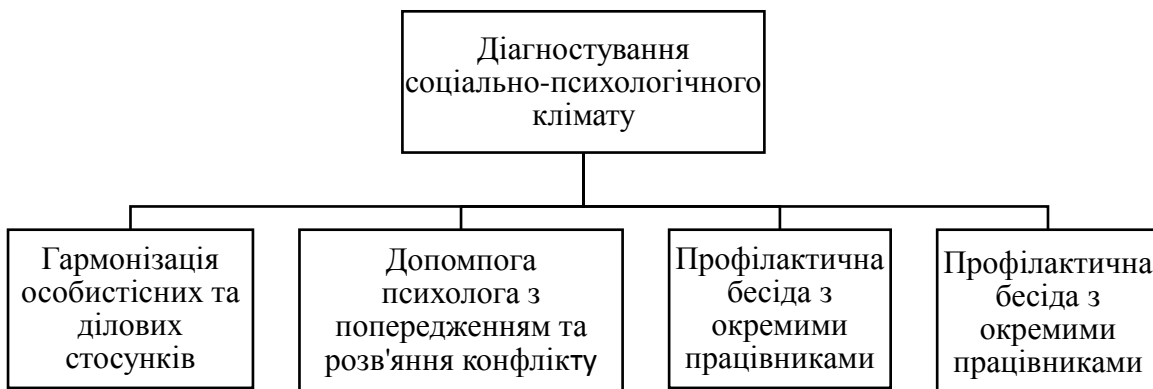 Діагностування
соціально-психологічного
клімату
Гармонізація
особистісних та
ділових
стосунків
Допомпога
психолога з
попередженням та
розв'яння конфлікту
Профілактична
бесіда з
окремими
працівниками
Профілактична
бесіда з
окремими
працівниками